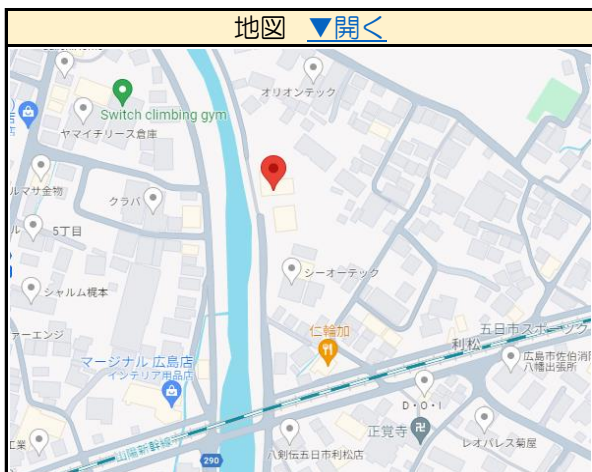 地図 ▼開く
オリオンテック
Switch climbing gym
ヤマイチリース倉庫
ルマサ金物
クラバ
5丁目
シーオーテック
シャルム梶本
ァーエンジ
仁輪加
五日市スポーツク
利松
マージナル 広島店
インテリア用品店
広島市佐伯消防
八幡出張所
D・O・I
正覚寺
山陽新幹線
工業
290
八剣伝五日市利松店
レオパレス菊屋